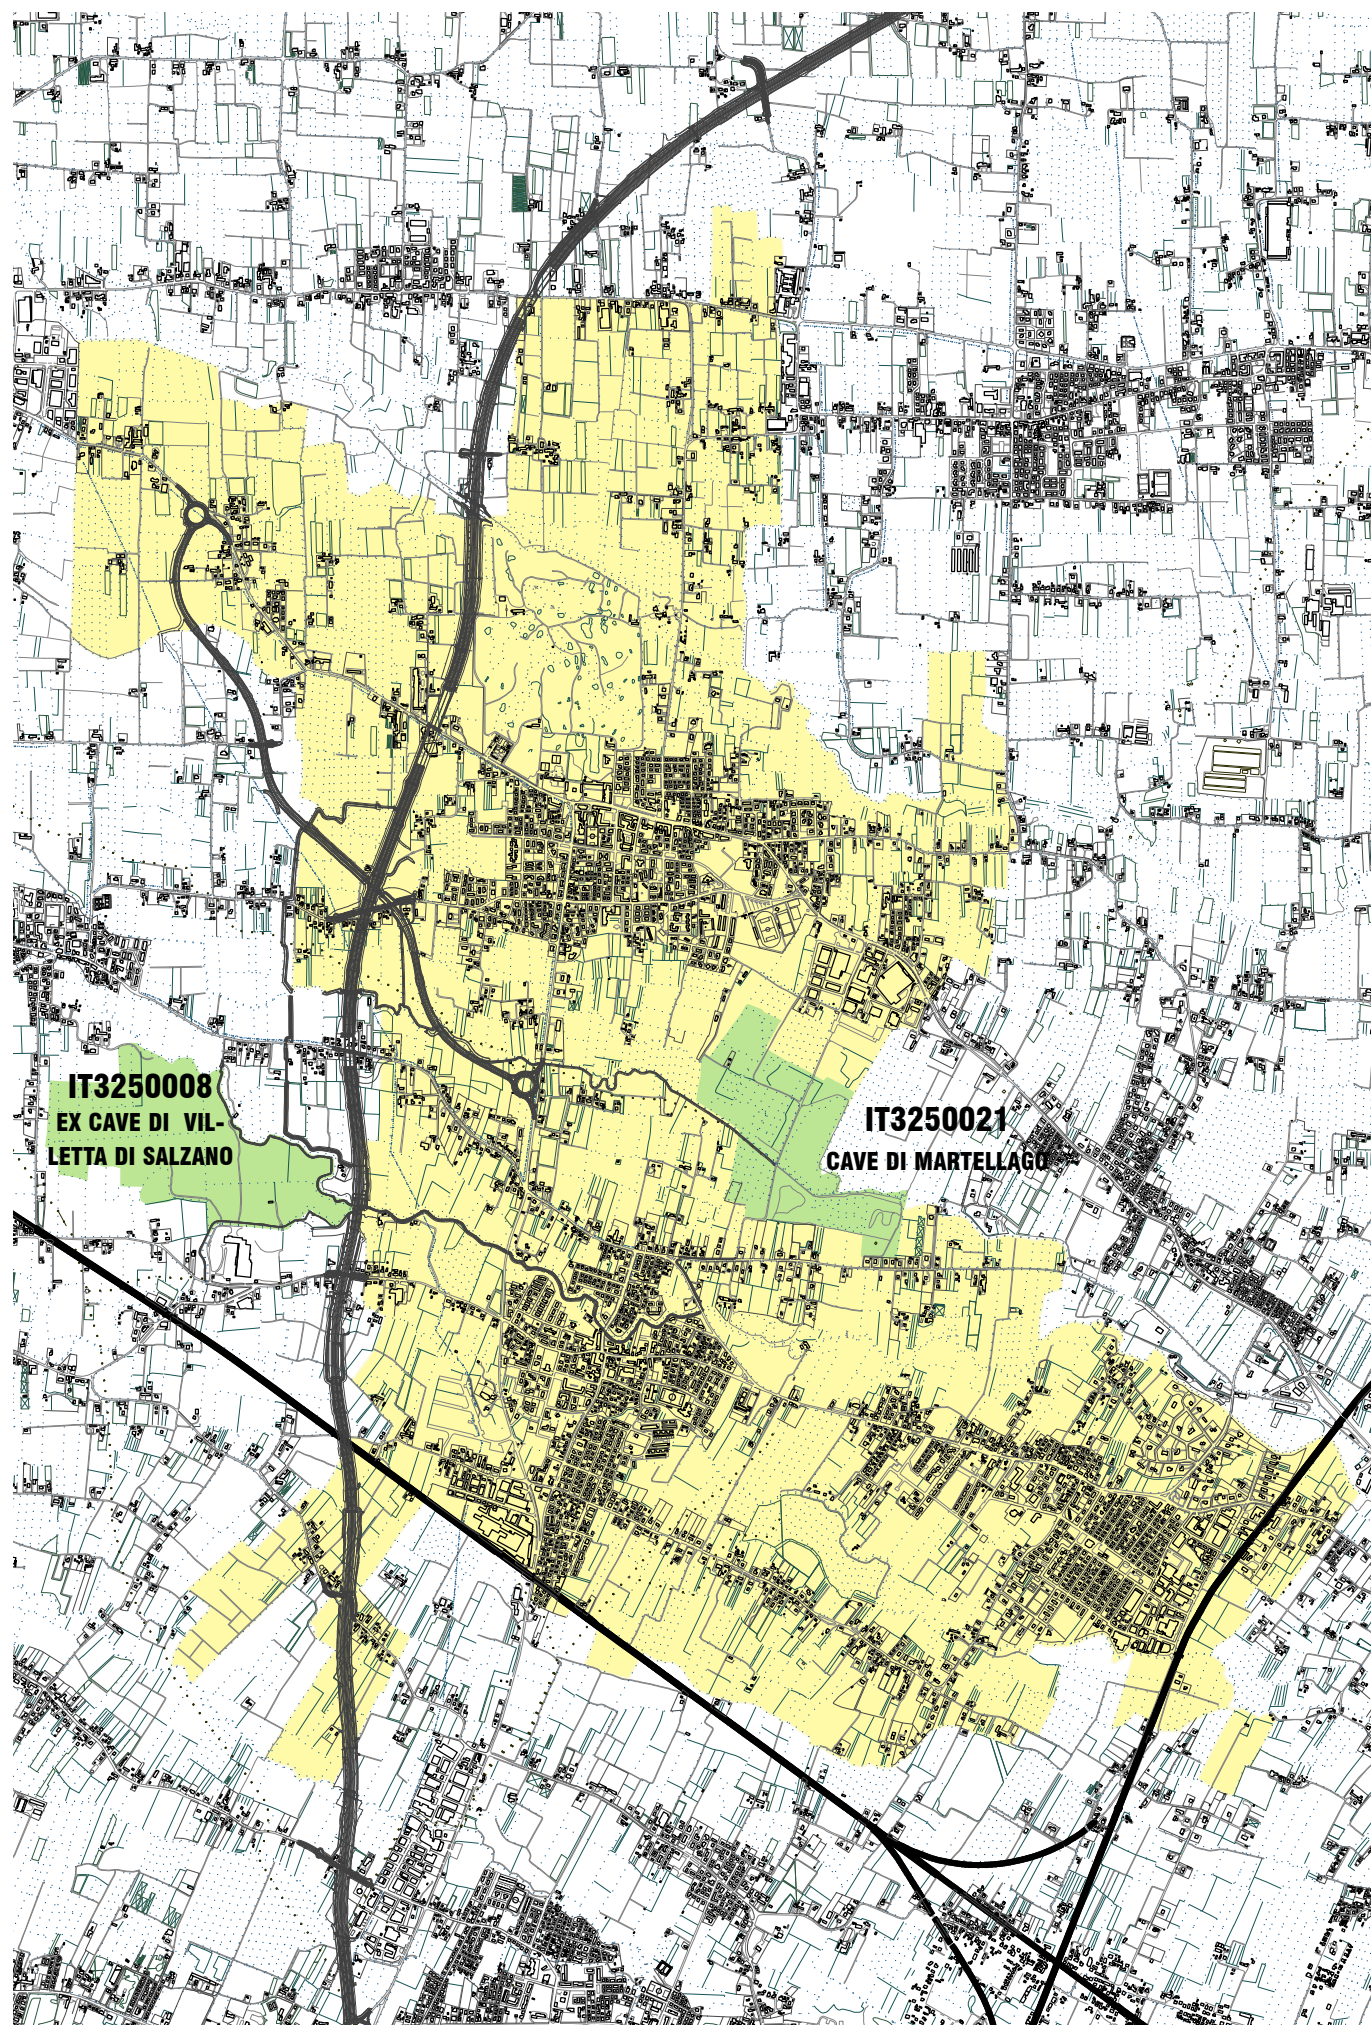 IT3250008
EX CAVE DI VIL-
LETTA DI SALZANO
IT3250021
CAVE DI MARTELLAGO